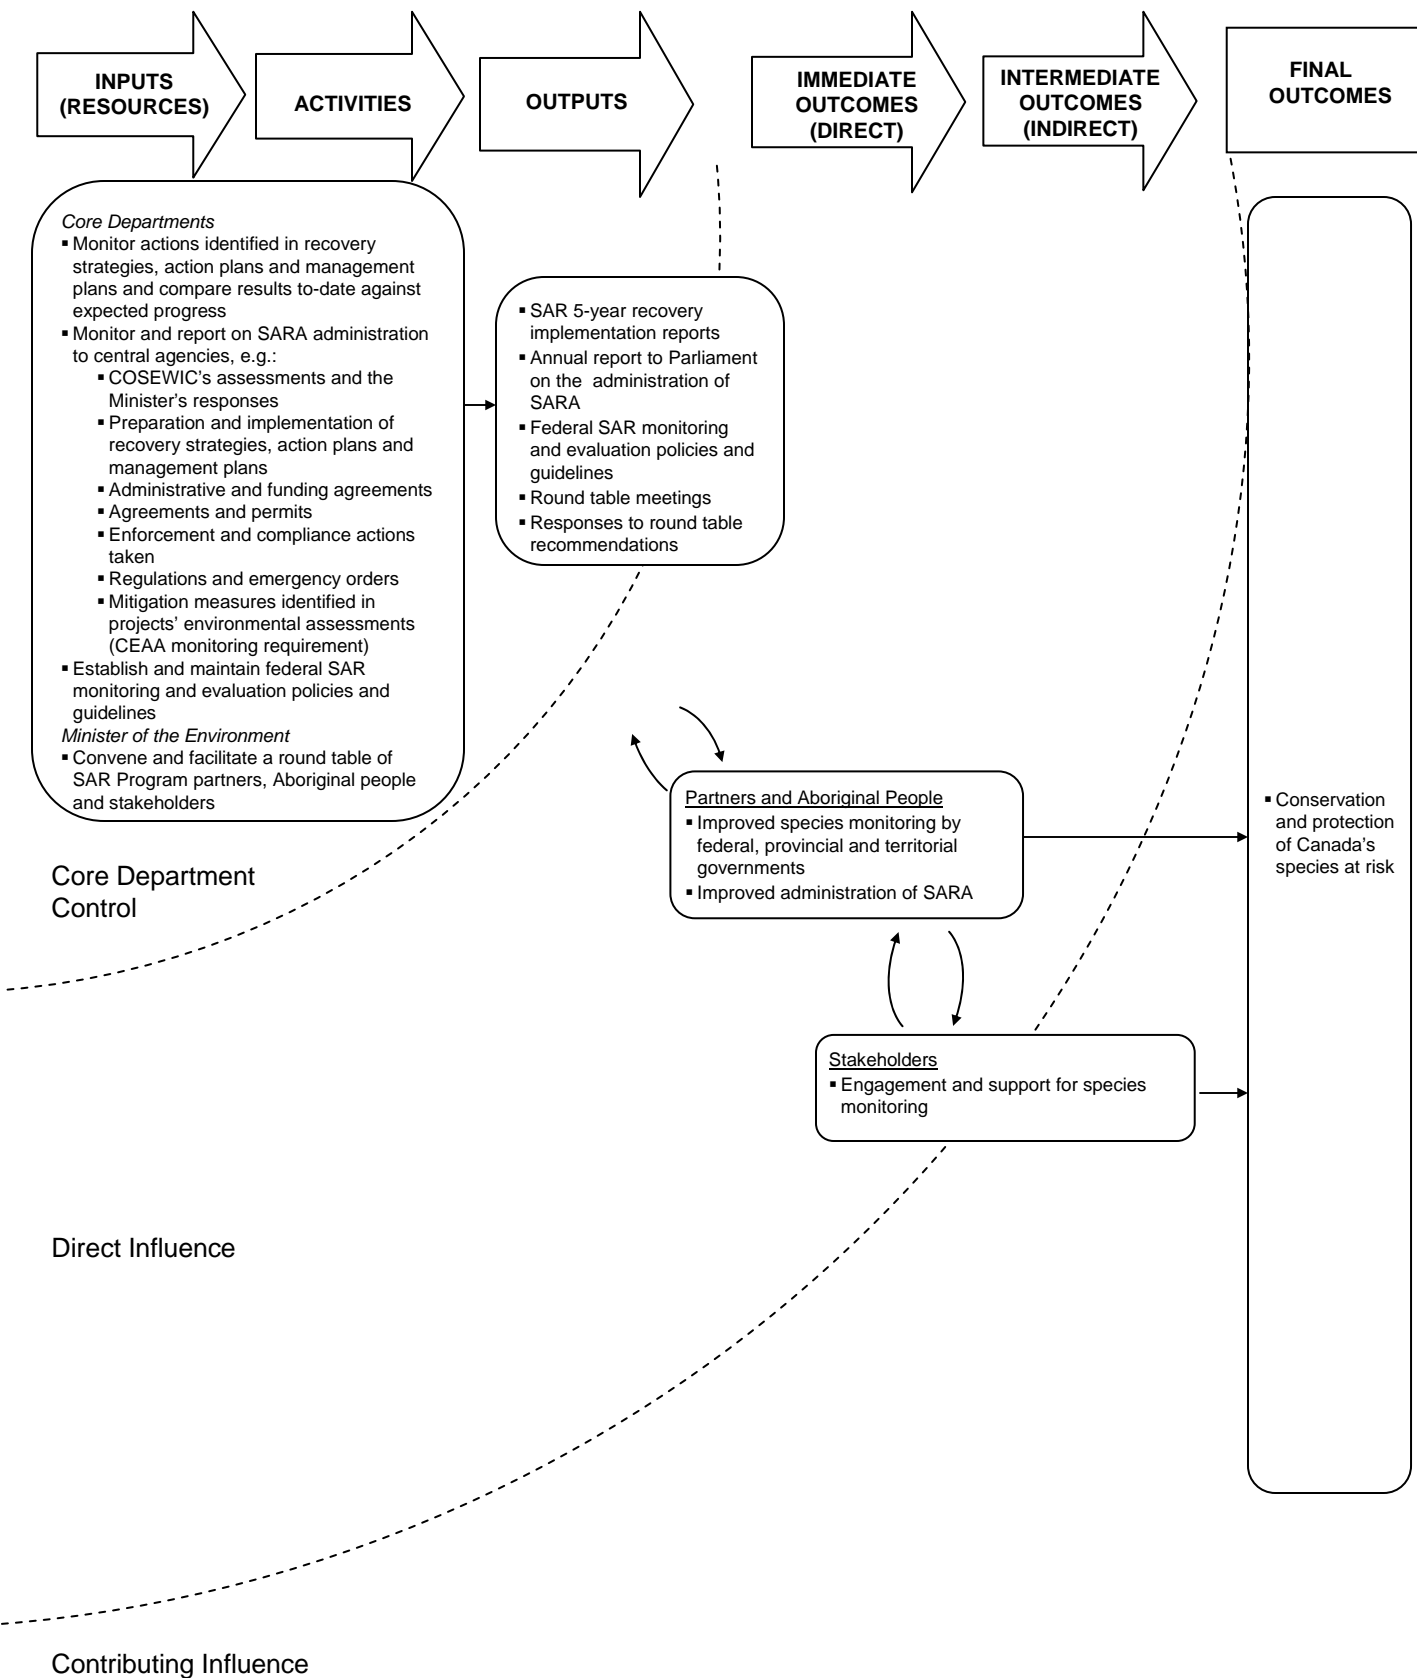 INPUTS
(RESOURCES)
ACTIVITIES
OUTPUTS
IMMEDIATE
OUTCOMES
(DIRECT)
INTERMEDIATE
OUTCOMES
(INDIRECT)
FINAL
OUTCOMES
Core Departments
▪ Monitor actions identified in recovery
strategies, action plans and management
plans and compare results to-date against
expected progress
▪ Monitor and report on SARA administration
to central agencies, e.g.:
▪ COSEWIC's assessments and the
Minister's responses
▪ Preparation and implementation of
recovery strategies, action plans and
management plans
▪ Administrative and funding agreements
▪ Agreements and permits
▪ Enforcement and compliance actions
taken
▪ Regulations and emergency orders
▪ Mitigation measures identified in
projects' environmental assessments
(CEAA monitoring requirement)
▪ Establish and maintain federal SAR
monitoring and evaluation policies and
guidelines
Minister of the Environment
▪ Convene and facilitate a round table of
SAR Program partners, Aboriginal people
and stakeholders
▪ SAR 5-year recovery
implementation reports
▪ Annual report to Parliament
on the administration of
SARA
▪ Federal SAR monitoring
and evaluation policies and
guidelines
▪ Round table meetings
▪ Responses to round table
recommendations
Partners and Aboriginal People
▪ Improved species monitoring by
federal, provincial and territorial
governments
▪ Improved administration of SARA
▪ Conservation
and protection
of Canada's
species at risk
Core Department
Control
Stakeholders
▪ Engagement and support for species
monitoring
Direct Influence
Contributing Influence